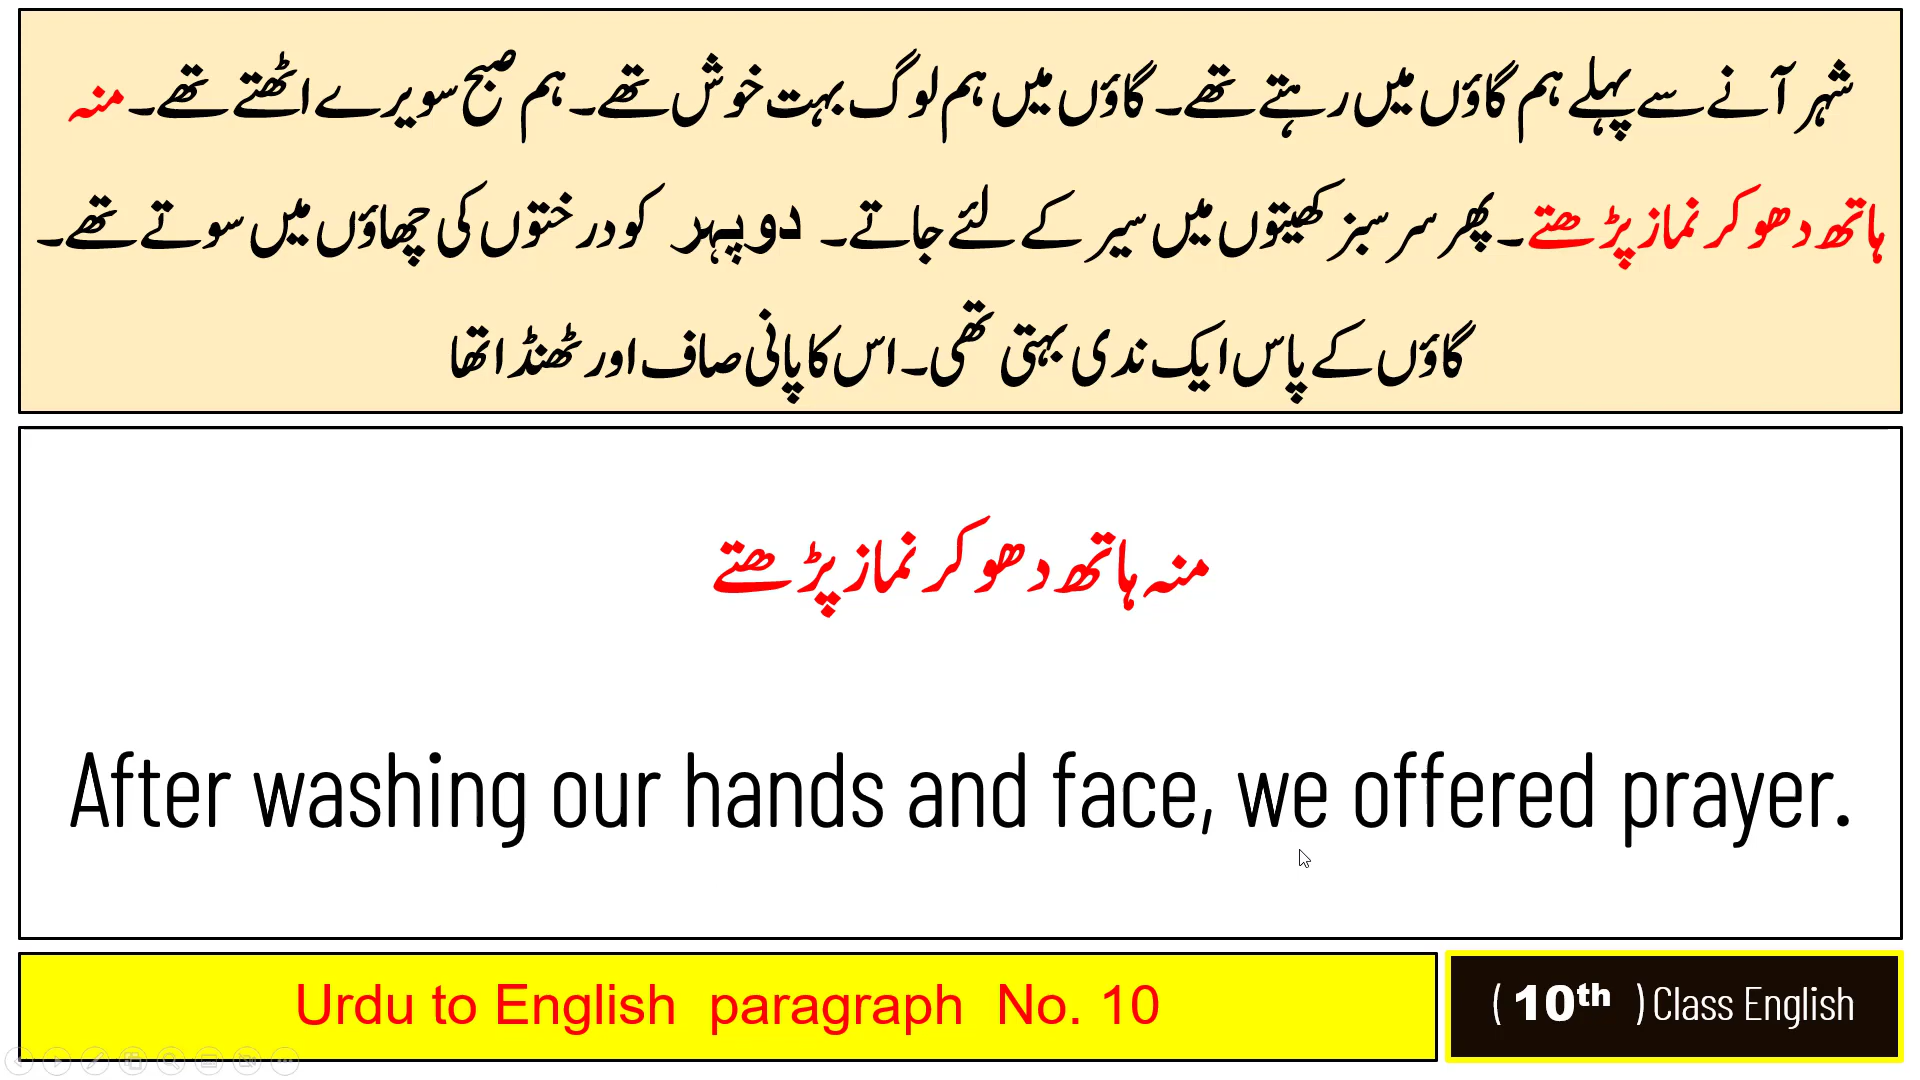 شہر آنے سے پہلے ہم گاؤں میں رہتے تھے۔ گاؤں میں ہم لوگ بہت خوش تھے۔ ہم صبح سویرے اٹھتے تھے۔ منہ
ہاتھ دھو کر نماز پڑھتے ۔ پھر سر سبز کھیتوں میں سیر کے لئے جاتے۔ دوپہر کو درختوں کی چھاؤں میں سوتے تھے۔
گاؤں کے پاس ایک ندی بہتی تھی۔ اس کا پانی صاف اور ٹھنڈا تھا
منہ ہاتھ دھو کر نماز پڑھتے
After washing our hands and face, we offered prayer.
Urdu to English paragraph No. 10
( 10th ) Class English